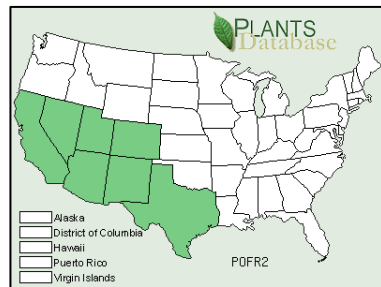 PLANTS
Database
Alaska
District of Columbia
Hawaii
Puerto Rico
Virgin Islands
POFR2